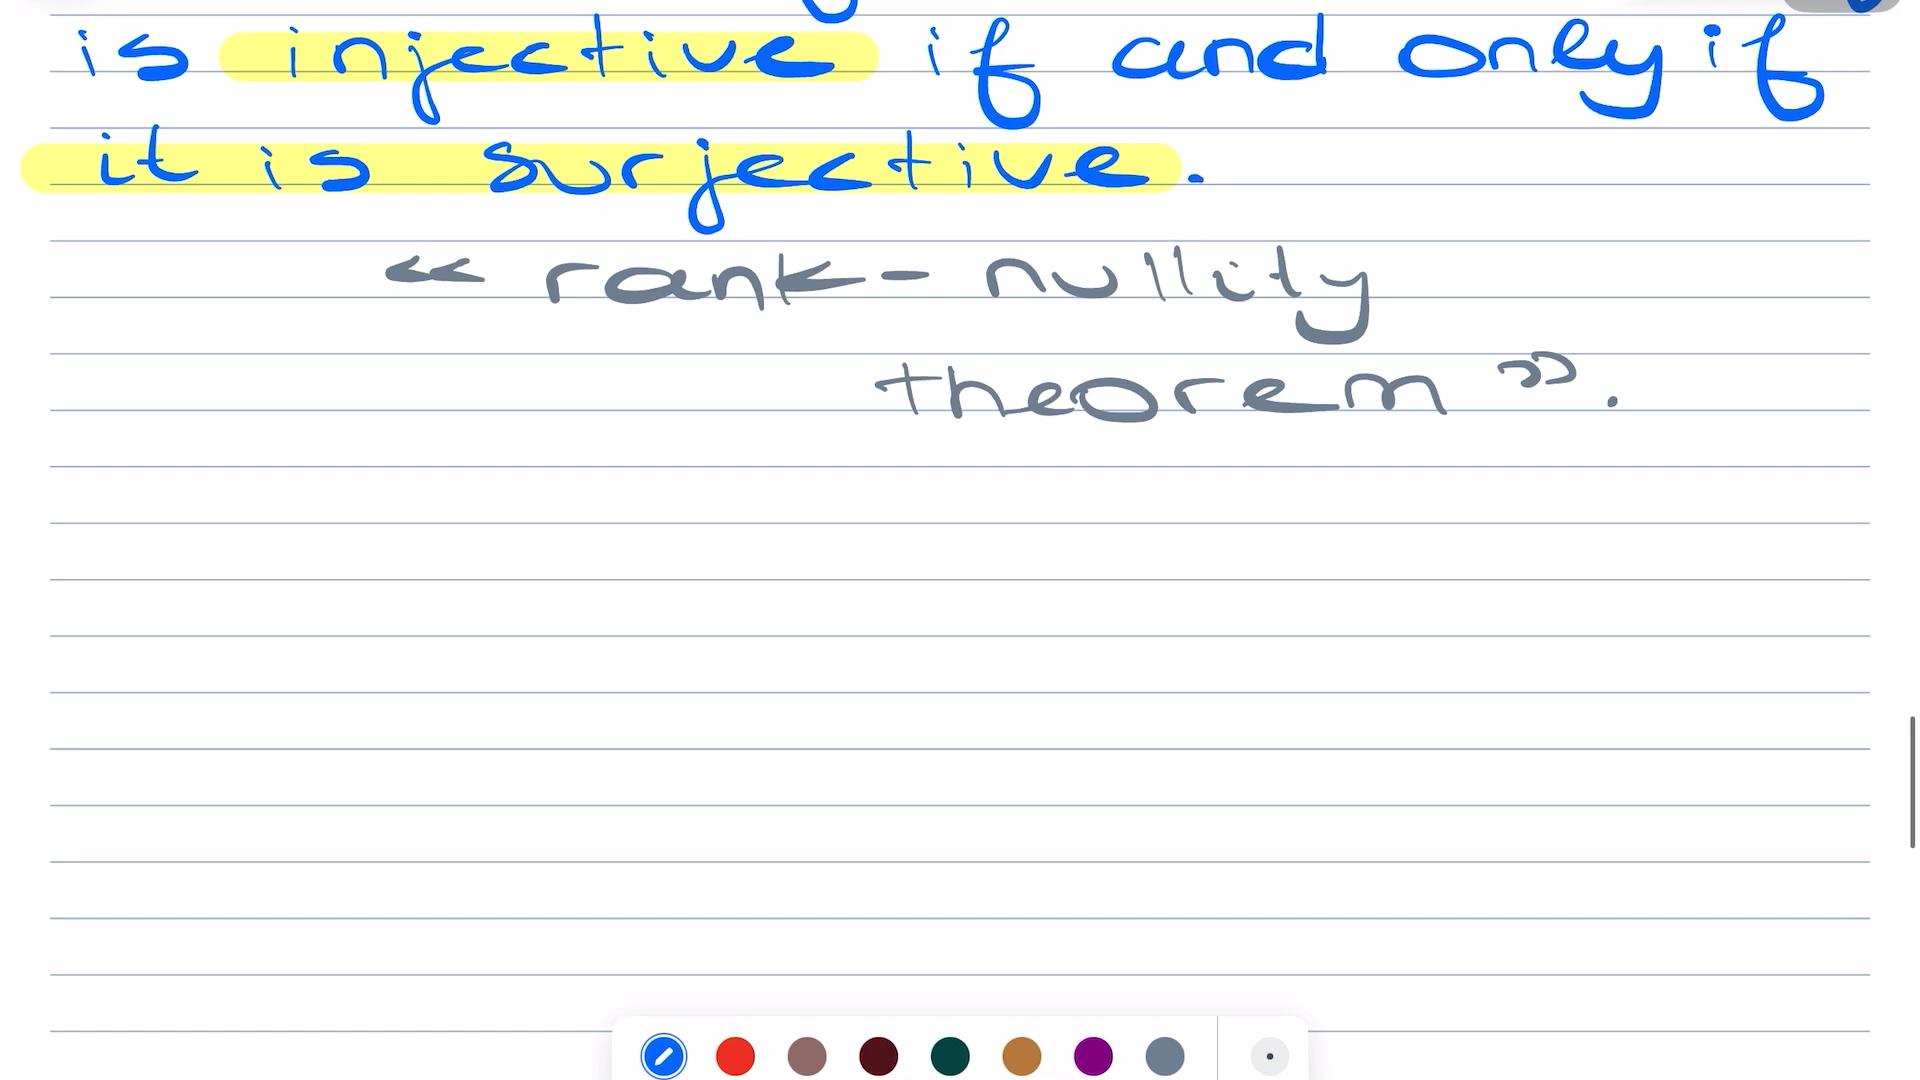 is injective if and only if
it is surjective.
« rank-nullity
theorem ».